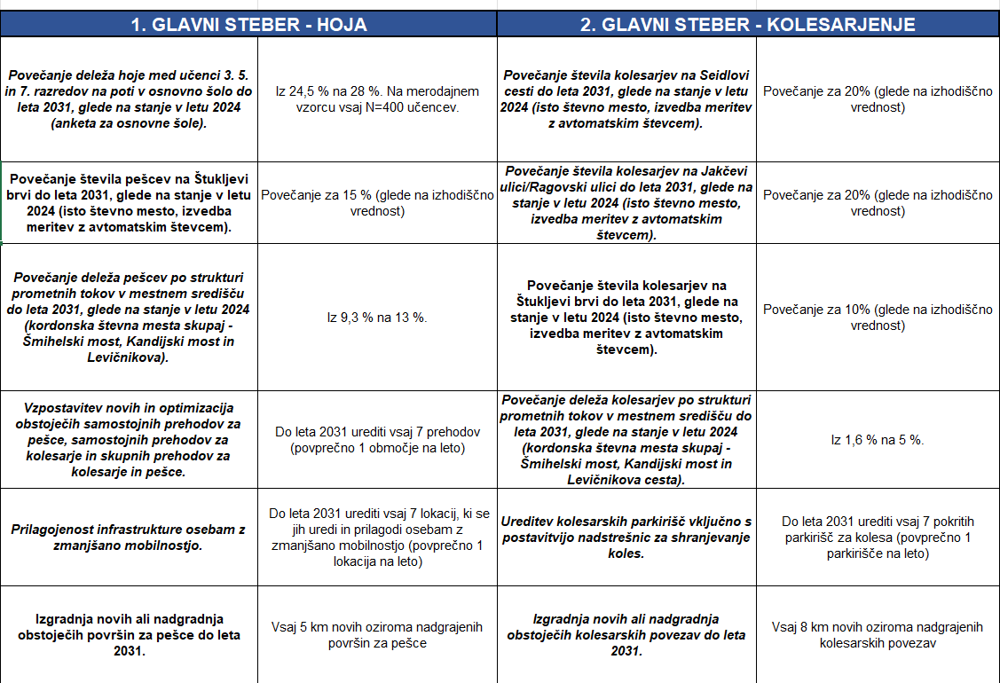 1. GLAVNI STEBER - HOJA
2. GLAVNI STEBER - KOLESARJENJE
Povečanje deleža hoje med učenci 3. 5.
in 7. razredov na poti v osnovno šolo do
leta 2031, glede na stanje v letu 2024
(anketa za osnovne šole).
Iz 24,5 % na 28 %. Na merodajnem
vzorcu vsaj N=400 učencev.
Povečanje števila kolesarjev na Seidlovi
cesti do leta 2031, glede na stanje v letu
2024 (isto števno mesto, izvedba meritev
z avtomatskim števcem).
Povečanje za 20% (glede na izhodiščno
vrednost)
Povečanje števila pešcev na Štukljevi
brvi do leta 2031, glede na stanje v letu
2024 (isto števno mesto, izvedba
meritev z avtomatskim števcem).
Povečanje za 15 % (glede na izhodiščno
vrednost)
Povečanje števila kolesarjev na Jakčevi
ulici/Ragovski ulici do leta 2031, glede na
stanje v letu 2024 (isto števno mesto,
izvedba meritev z avtomatskim
števcem).
Povečanje za 20% (glede na izhodiščno
vrednost)
Povečanje deleža pešcev po strukturi
prometnih tokov v mestnem središču
do leta 2031, glede na stanje v letu 2024
(kordonska števna mesta skupaj -
Šmihelski most, Kandijski most in
Levičnikova).
Iz 9,3 % na 13 %.
Povečanje števila kolesarjev na
Štukljevi brvi do leta 2031, glede na
stanje v letu 2024 (isto števno mesto,
izvedba meritev z avtomatskim
števcem).
Povečanje za 10% (glede na izhodiščno
vrednost)
Vzpostavitev novih in optimizacija
obstoječih samostojnih prehodov za
pešce, samostojnih prehodov za
kolesarje in skupnih prehodov za
kolesarje in pešce.
Do leta 2031 urediti vsaj 7 prehodov
(povprečno 1 območje na leto)
Povečanje deleža kolesarjev po strukturi
prometnih tokov v mestnem središču do
leta 2031, glede na stanje v letu 2024
(kordonska števna mesta skupaj -
Šmihelski most, Kandijski most in
Levičnikova cesta).
Iz 1,6 % na 5 %.
Prilagojenost infrastrukture osebam z
zmanjšano mobilnostjo.
Do leta 2031 urediti vsaj 7 lokacij, ki se
jih uredi in prilagodi osebam z
zmanjšano mobilnostjo (povprečno 1
lokacija na leto)
Ureditev kolesarskih parkirišč vključno s
postavitvijo nadstrešnic za shranjevanje
koles.
Do leta 2031 urediti vsaj 7 pokritih
parkirišč za kolesa (povprečno 1
parkirišče na leto)
Izgradnja novih ali nadgradnja
obstoječih površin za pešce do leta
2031.
Vsaj 5 km novih oziroma nadgrajenih
površin za pešce
Izgradnja novih ali nadgradnja
obstoječih kolesarskih povezav do leta
2031.
Vsaj 8 km novih oziroma nadgrajenih
kolesarskih povezav